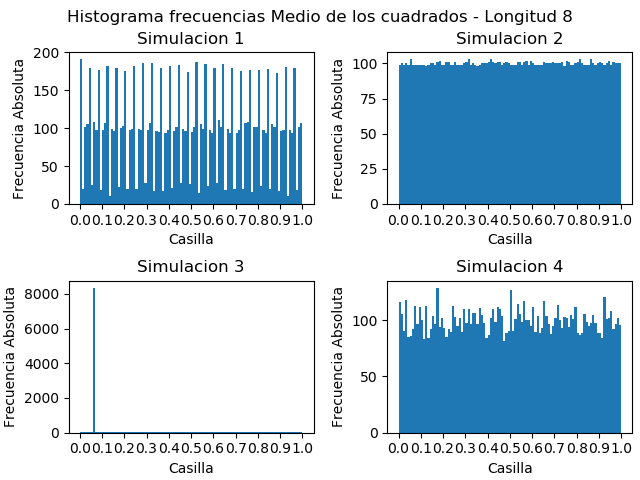 Histograma frecuencias Medio de los cuadrados - Longitud 8
Simulacion 1
Frecuencia Absoluta
200
150
100
50
0
0.0 0.1 0.2 0.3 0.4 0.5 0.6 0.7 0.8 0.9 1.0
Casilla
Simulacion 2
Frecuencia Absoluta
100
75
50
25
0
0.0 0.1 0.2 0.3 0.4 0.5 0.6 0.7 0.8 0.9 1.0
Casilla
Simulacion 3
Frecuencia Absoluta
8000
6000
4000
2000
0
0.0 0.1 0.2 0.3 0.4 0.5 0.6 0.7 0.8 0.9 1.0
Casilla
Simulacion 4
Frecuencia Absoluta
100
50
0
0.0 0.1 0.2 0.3 0.4 0.5 0.6 0.7 0.8 0.9 1.0
Casilla